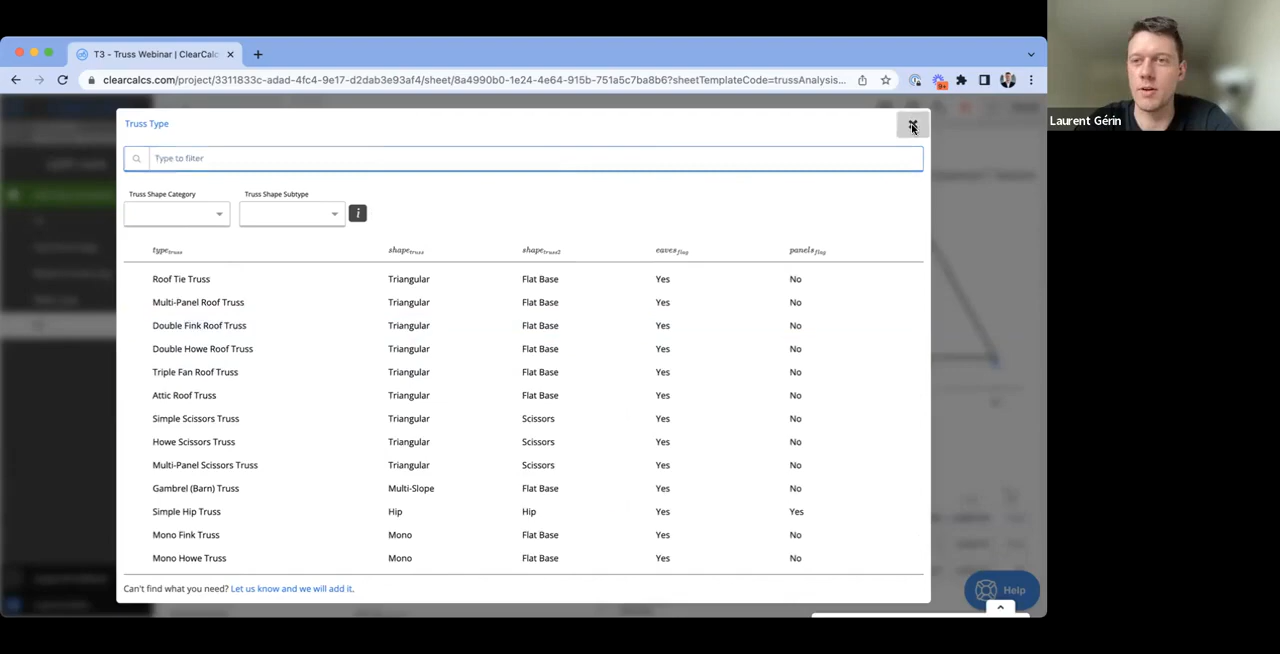 T3 - Truss Webinar | ClearCalc
clearcalcs.com/project/3311833c-adad-4fc4-9e17-d2dab3e93af4/sheet/8a4990b0-1e24-4e64-915b-751a5c7ba8b6?sheetTemplateCode=trussAnalysis...
9+
Laurent Gérin
Truss Type
Type to filter
Truss Shape Category Truss Shape Subtype
i
type truss shape truss shape truss2 eaves flag panels flag
Roof Tie Truss Triangular Flat Base Yes No
Multi-Panel Roof Truss Triangular Flat Base Yes No
Double Fink Roof Truss Triangular Flat Base Yes No
Double Howe Roof Truss Triangular Flat Base Yes No
Triple Fan Roof Truss Triangular Flat Base Yes No
Attic Roof Truss Triangular Flat Base Yes No
Simple Scissors Truss Triangular Scissors Yes No
Howe Scissors Truss Triangular Scissors Yes No
Multi-Panel Scissors Truss Triangular Scissors Yes No
Gambrel (Barn) Truss Multi-Slope Flat Base Yes No
Simple Hip Truss Hip Hip Yes Yes
Mono Fink Truss Mono Flat Base Yes No
Mono Howe Truss Mono Flat Base Yes No
Can't find what you need? Let us know and we will add it.
Help